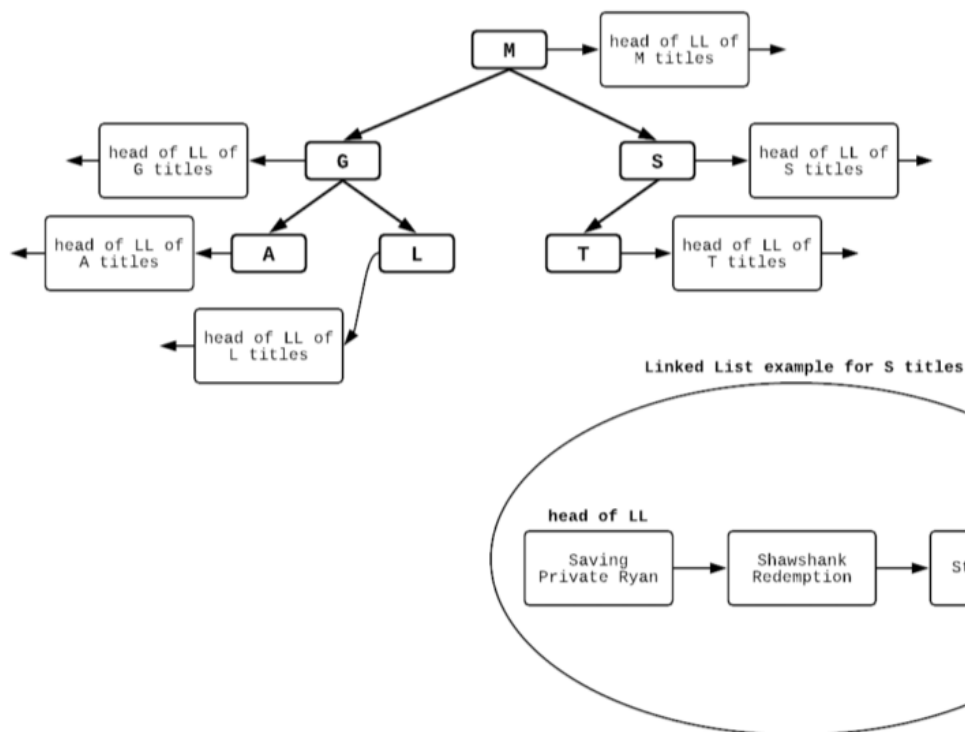 M
head of LL of
M titles
head of LL of
G titles
G
S
head of LL of
S titles
head of LL of
A titles
A
L
T
head of LL of
T titles
head of LL of
L titles
Linked List example for S titles
head of LL
Saving
Private Ryan
Shawshank
Redemption